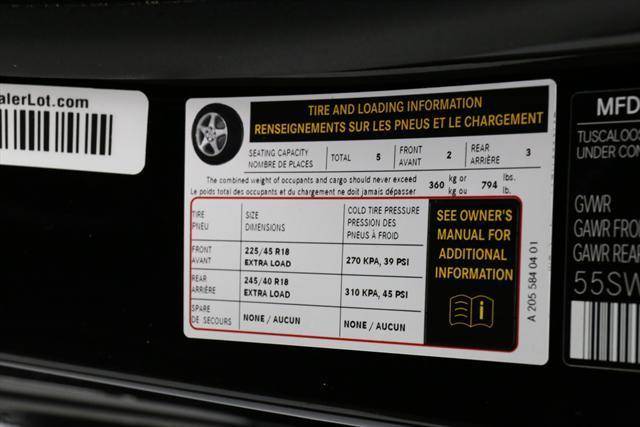 alerLot.com
TIRE AND LOADING INFORMATION
RENSEIGNEMENTS SUR LES PNEUS ET LE CHARGEMENT
SEATING CAPACITY
NOMBRE DE PLACES
TOTAL 5
FRONT
AVANT
2
REAR
ARRIÈRE
3
The combined weight of occupants and cargo should never exceed
Le poids total des occupants et du chargement ne doit jamais dépasser
360 kg or
kg ou
794 lbs.
lb.
TIRE
PNEU
SIZE
DIMENSIONS
COLD TIRE PRESSURE
PRESSION DES
PNEUS À FROID
FRONT
AVANT
225/45 R18
EXTRA LOAD
270 KPA, 39 PSI
REAR
ARRIÈRE
245/40 R18
EXTRA LOAD
310 KPA, 45 PSI
SPARE
DE SECOURS
NONE / AUCUN
NONE / AUCUN
SEE OWNER'S
MANUAL FOR
ADDITIONAL
INFORMATION
A 205 584 04 01
MFD
TUSCALOO
UNDER CON
GVWR
GAWR FRO
GAWR REAR
55SW